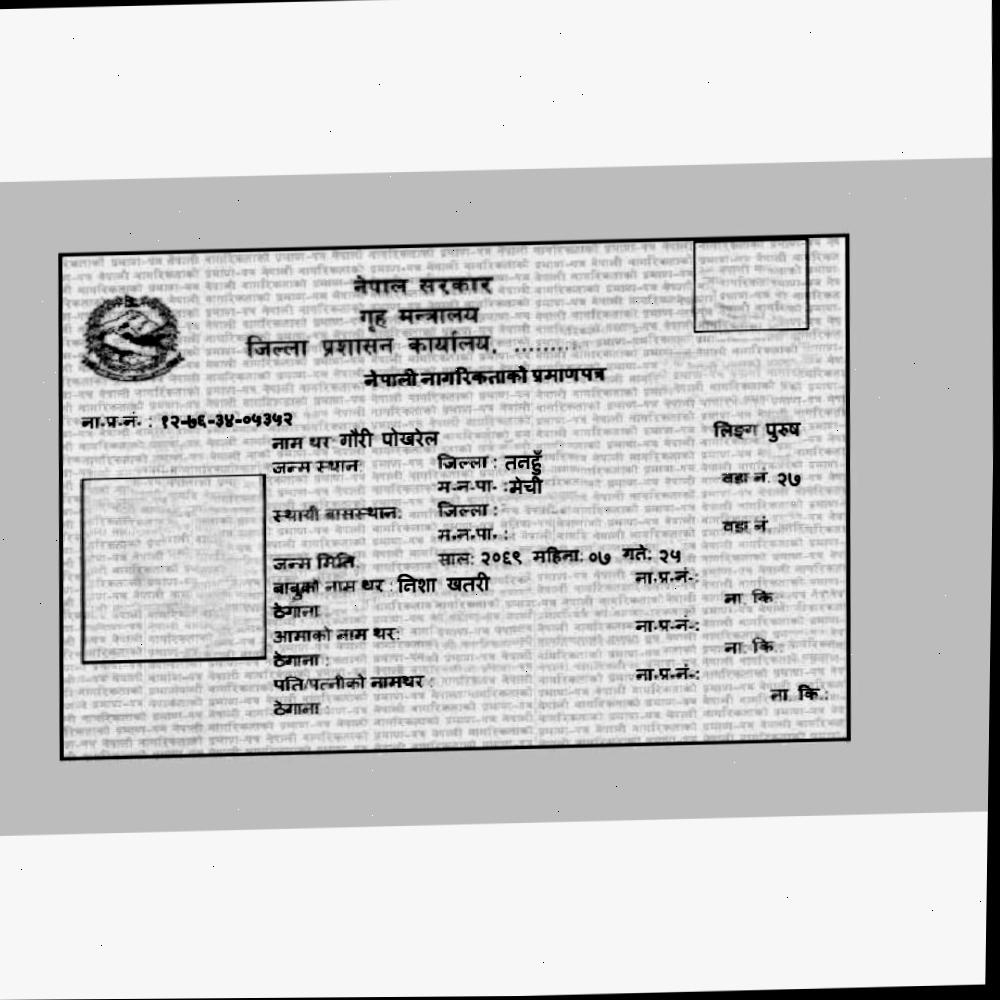 नेपाल सरकार
गृह मन्त्रालय
जिल्ला प्रशासन कार्यालय, .........
नेपाली नागरिकताको प्रमाणपत्र
ना.प्र.नं. : १२-७६-३४-०५३५२
नाम थर: गौरी पोखरेल लिङ्ग पुरुष
जन्म स्थान: जिल्ला : तनहुँ
म.न.पा. :मेची वडा नं. २७
स्थायी बासस्थान: जिल्ला :
म.न.पा. : वडा नं.
जन्म मिति: साल: २०६९ महिना: ०७ गते: २५
बाबुको नाम थर : निशा खतरी ना.प्र.नं.:
ठेगाना : ना. कि.:
आमाको नाम थर: ना.प्र.नं.:
ठेगाना : ना. कि.:
पति/पत्नीको नामथर : ना.प्र.नं.:
ठेगाना : ना. कि.: